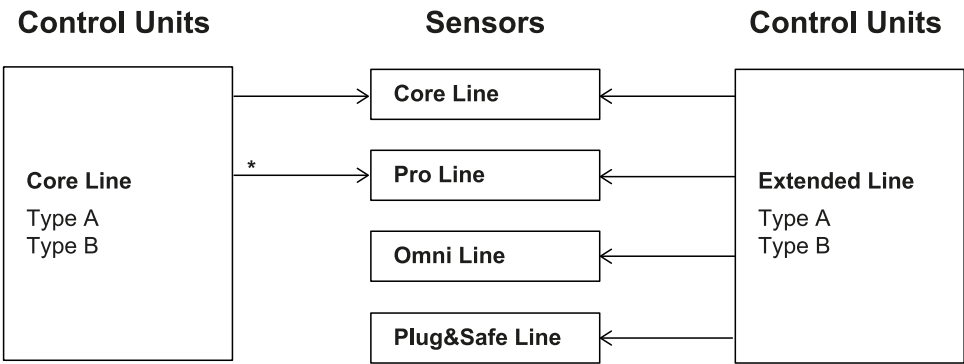 Control Units
Sensors
Control Units
Core Line
Type A
Type B
*
Core Line
Pro Line
Omni Line
Plug&Safe Line
Extended Line
Type A
Type B